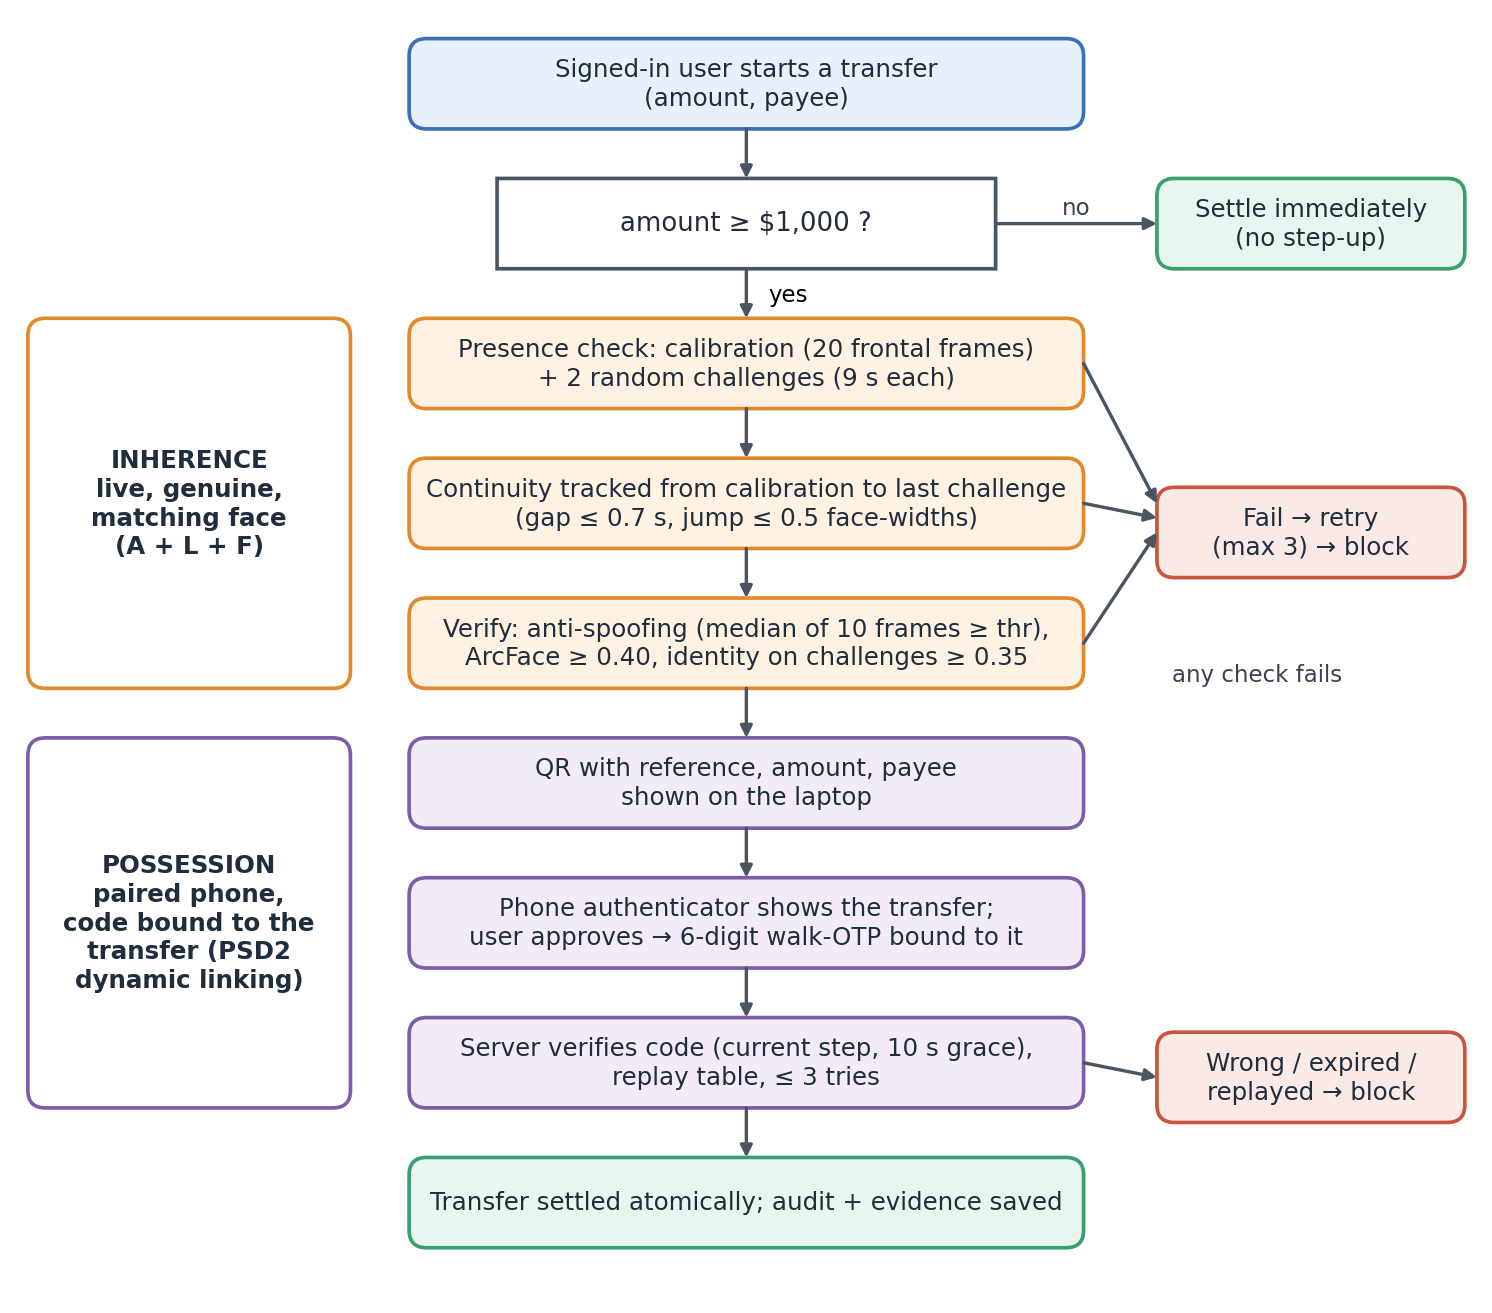 Signed-in user starts a transfer
(amount, payee)
amount ≥ $1,000 ?
no
Settle immediately
(no step-up)
yes
Presence check: calibration (20 frontal frames)
+ 2 random challenges (9 s each)
INHERENCE
live, genuine,
matching face
(A + L + F)
Continuity tracked from calibration to last challenge
(gap ≤ 0.7 s, jump ≤ 0.5 face-widths)
Fail → retry
(max 3) → block
Verify: anti-spoofing (median of 10 frames ≥ thr),
ArcFace ≥ 0.40, identity on challenges ≥ 0.35
any check fails
QR with reference, amount, payee
shown on the laptop
POSSESSION
paired phone,
code bound to the
transfer (PSD2
dynamic linking)
Phone authenticator shows the transfer;
user approves → 6-digit walk-OTP bound to it
Server verifies code (current step, 10 s grace),
replay table, ≤ 3 tries
Wrong / expired /
replayed → block
Transfer settled atomically; audit + evidence saved